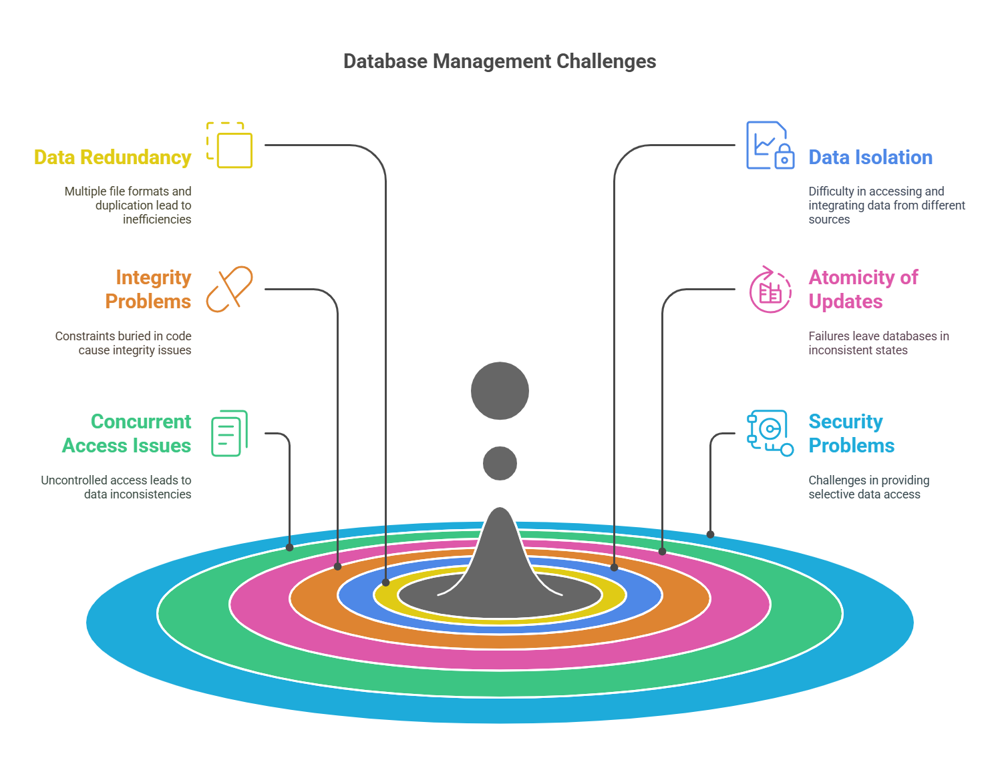 Database Management Challenges
Data Redundancy
Multiple file formats and
duplication lead to
inefficiencies
Data Isolation
Difficulty in accessing and
integrating data from different
sources
Integrity
Problems
Constraints buried in code
cause integrity issues
Atomicity of
Updates
Failures leave databases in
inconsistent states
Concurrent
Access Issues
Uncontrolled access leads to
data inconsistencies
Security
Problems
Challenges in providing
selective data access